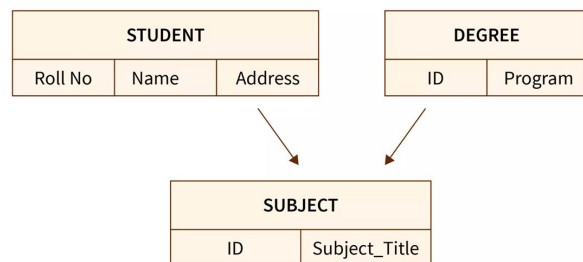 STUDENT
Roll No Name Address
DEGREE
ID Program
SUBJECT
ID Subject_Title